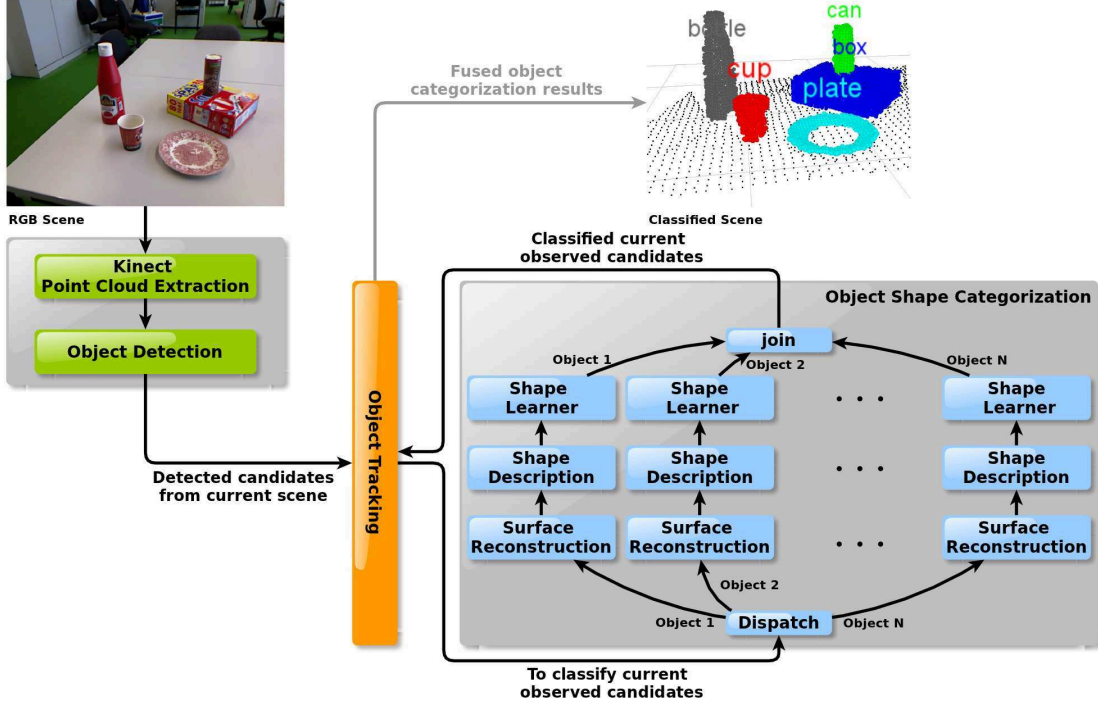 can
bottle
box
cup
plate
Fused object
categorization results
RGB Scene
Classified Scene
Kinect
Point Cloud Extraction
Object Detection
Detected candidates
from current scene
Object Tracking
Classified current
observed candidates
Object Shape Categorization
join
Object 1
Object 2
Object N
Shape
Learner
Shape
Learner
. . .
Shape
Learner
Shape
Description
Shape
Description
. . .
Shape
Description
Surface
Reconstruction
Surface
Reconstruction
. . .
Surface
Reconstruction
Object 2
Object 1
Dispatch
Object N
To classify current
observed candidates